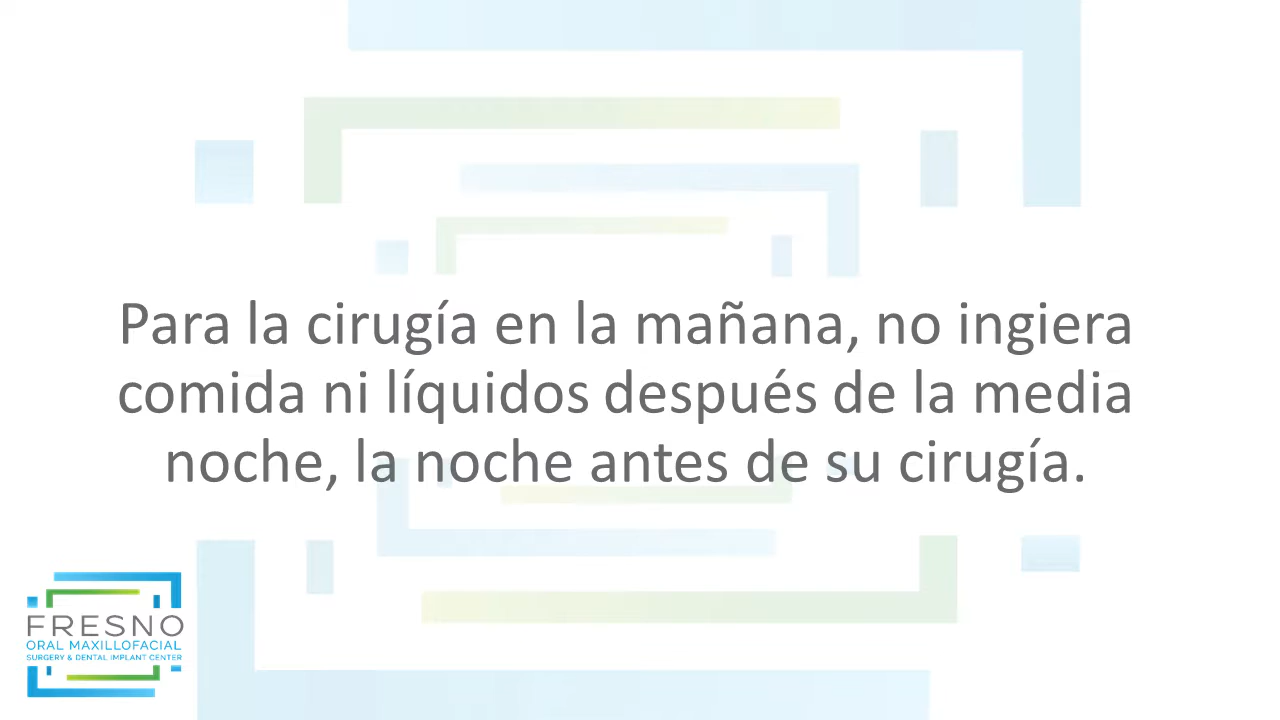 Para la cirugía en la mañana, no ingiera
comida ni líquidos después de la media
noche, la noche antes de su cirugía.
FRESNO
ORAL MAXILLOFACIAL
SURGERY & DENTAL IMPLANT CENTER